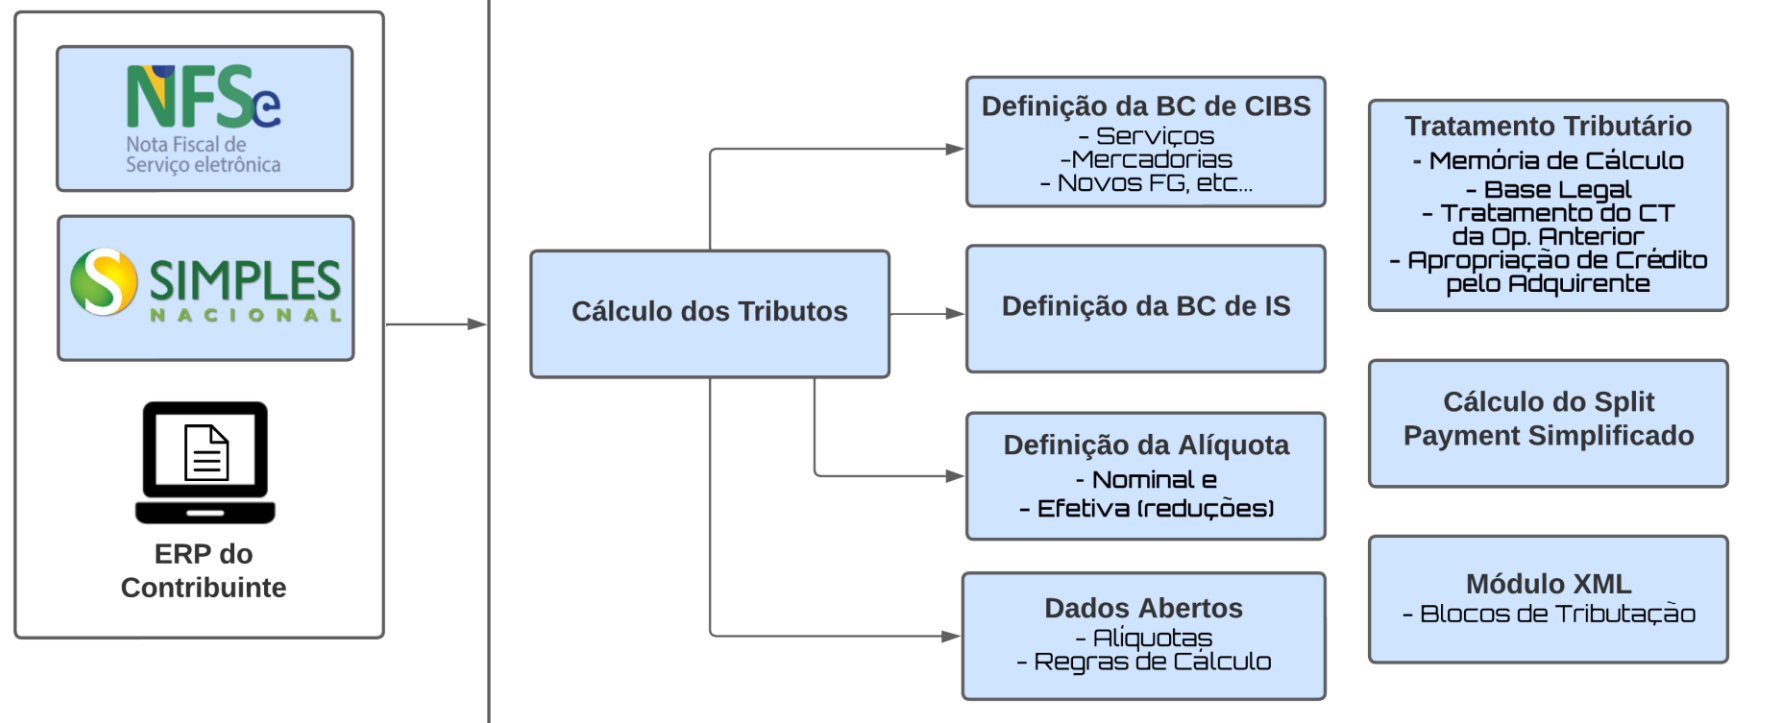 NFSe
Nota Fiscal de
Serviço eletrônica
SIMPLES
NACIONAL
ERP do
Contribuinte
Cálculo dos Tributos
Definição da BC de CIBS
- Serviços
-Mercadorias
- Novos FG, etc...
Definição da BC de IS
Definição da Alíquota
- Nominal e
- Efetiva (reduções)
Dados Abertos
- Alíquotas
- Regras de Cálculo
Tratamento Tributário
- Memória de Cálculo
- Base Legal
- Tratamento do CT
da Op. Anterior
- Apropriação de Crédito
pelo Adquirente
Cálculo do Split
Payment Simplificado
Módulo XML
- Blocos de Tributação